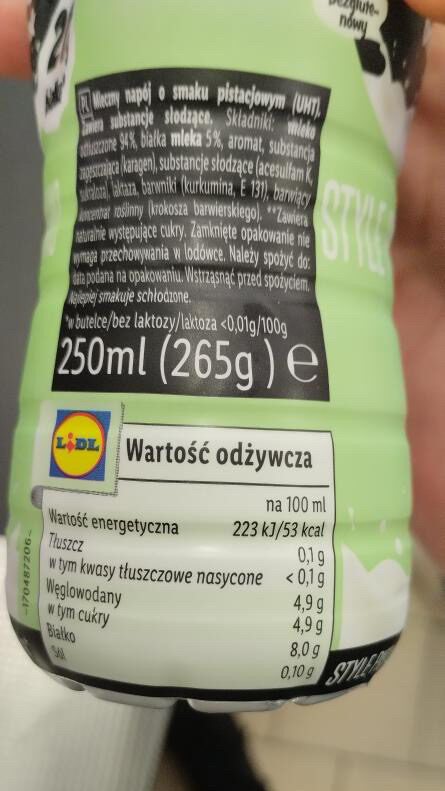 bezglute-
nowy
PL Mleczny napój o smaku pistacjowym (UHT).
Zawiera substancje słodzące. Składniki: mleko
odtłuszczone 94%, białka mleka 5%, aromat, substancja
zagęszczająca (karagen), substancje słodzące (acesulfam K,
sukraloza), laktaza, barwniki (kurkumina, E 131), barwiący
koncentrat roślinny (krokosza barwierskiego). **Zawiera
naturalnie występujące cukry. Zamknięte opakowanie nie
wymaga przechowywania w lodówce. Należy spożyć do:
data podana na opakowaniu. Wstrząsnąć przed spożyciem.
Najlepiej smakuje schłodzone.
*w butelce/bez laktozy/laktoza <0,01g/100g
250ml (265g) e
STYLE
LIDL
Wartość odżywcza
na 100 ml
Wartość energetyczna 223 kJ/53 kcal
Tłuszcz 0,1 g
w tym kwasy tłuszczowe nasycone < 0,1 g
Węglowodany 4,9 g
w tym cukry 4,9 g
Białko 8,0 g
Sól 0,10 g
-170487206-
STYLE